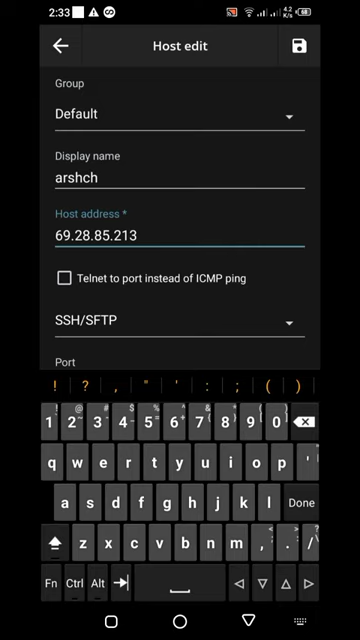 2:33
4.2
K/s
68
Host edit
Group
Default
Display name
arshch
Host address *
69.28.85.213
Telnet to port instead of ICMP ping
SSH/SFTP
Port
! ? , " ' : ; ( )
1 2 3 4 5 6 7 8 9 0
q w e r t y u i o p '
a s d f g h j k l Done
z x c v b n m , . /
Fn Ctrl Alt